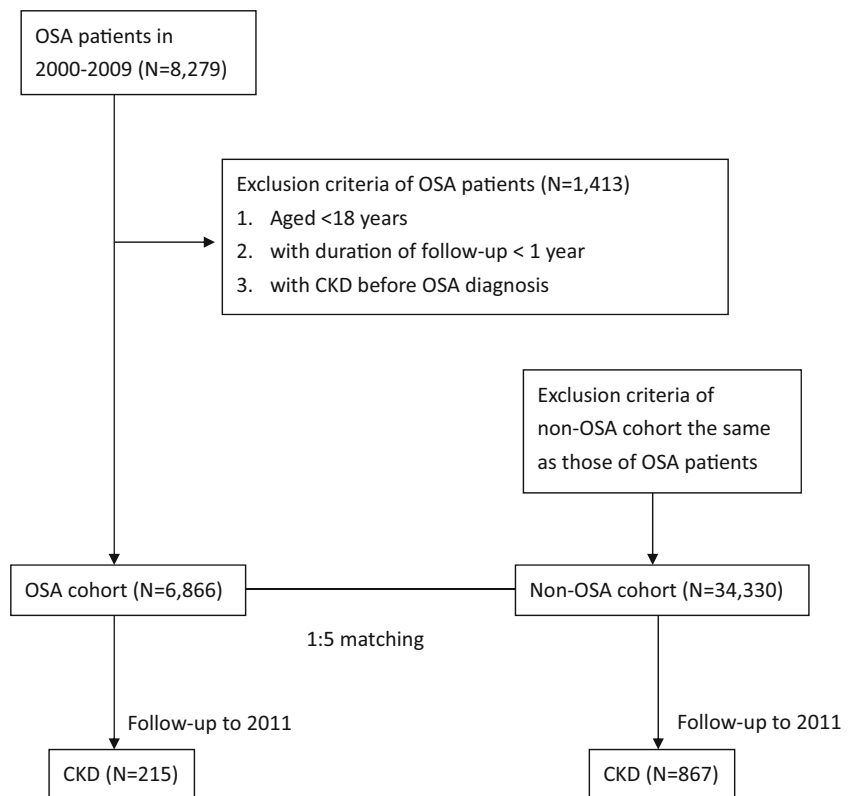 OSA patients in
2000-2009 (N=8,279)
Exclusion criteria of OSA patients (N=1,413)
1. Aged <18 years
2. with duration of follow-up < 1 year
3. with CKD before OSA diagnosis
Exclusion criteria of
non-OSA cohort the same
as those of OSA patients
OSA cohort (N=6,866)
Non-OSA cohort (N=34,330)
1:5 matching
Follow-up to 2011
Follow-up to 2011
CKD (N=215)
CKD (N=867)